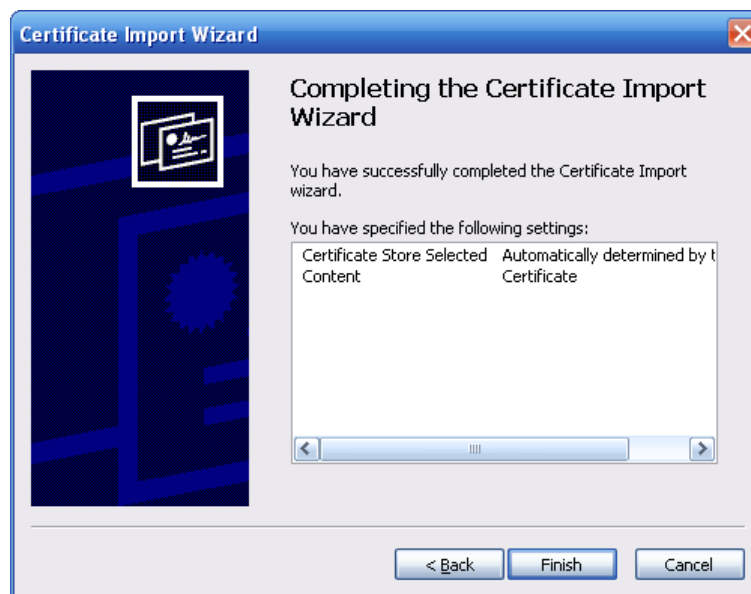 Certificate Import Wizard
Completing the Certificate Import
Wizard
You have successfully completed the Certificate Import
wizard.
You have specified the following settings:
Certificate Store Selected Automatically determined by t
Content Certificate
< Back Finish Cancel